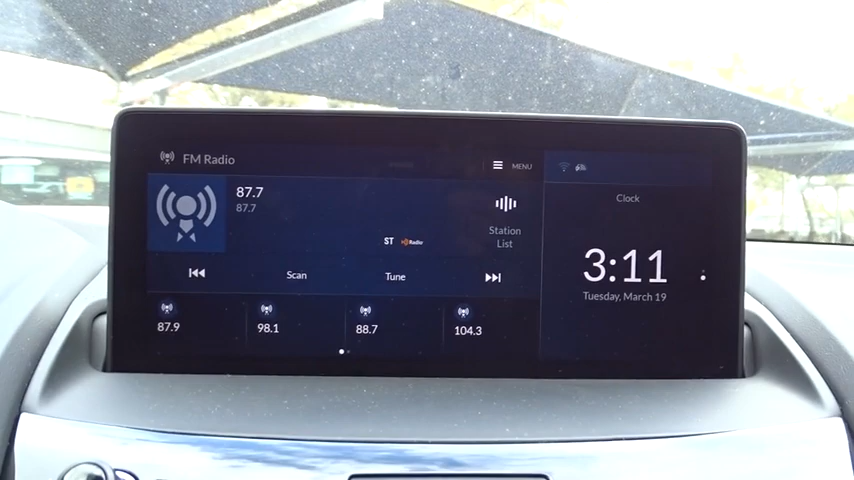 FM Radio
MENU
87.7
87.7
Station
List
ST
Radio
Scan
Tune
87.9
98.1
88.7
104.3
Clock
3:11
Tuesday, March 19